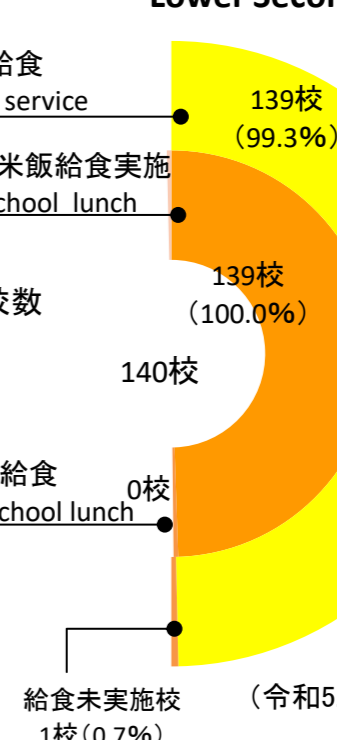 Lower Secon
給食
service
139校
(99.3%)
米飯給食実施
chool lunch
139校
(100.0%)
校数
140校
給食
0校
chool lunch
給食未実施校
1校(0.7%)
(令和5